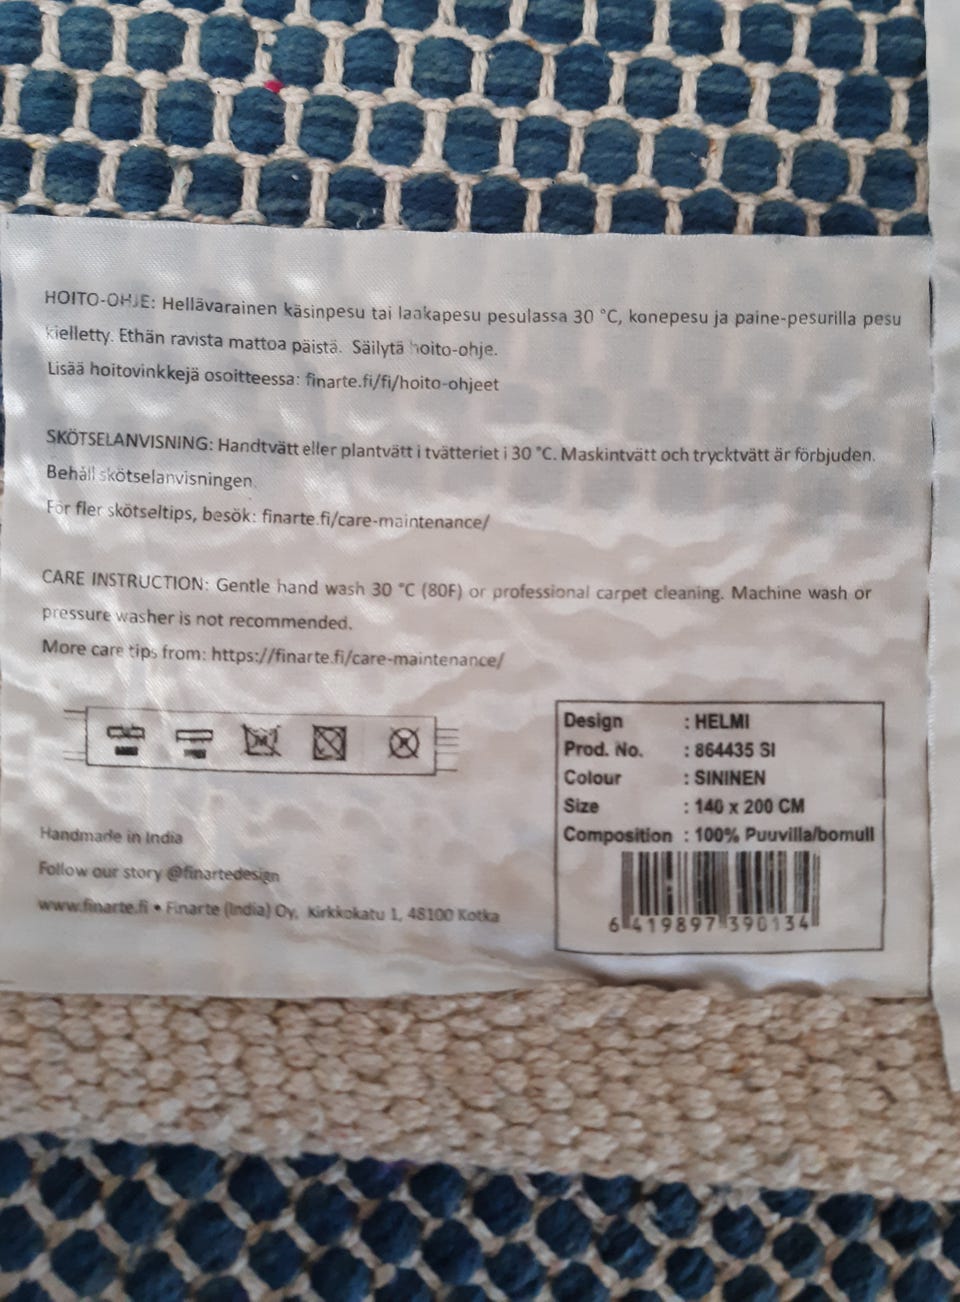 HOITO-OHJE: Hellävarainen käsinpesu tai laakapesu pesulassa 30 °C, konepesu ja paine-pesurilla pesu
kielletty. Ethän ravista mattoa päistä. Säilytä hoito-ohje.
Lisää hoitovinkkejä osoitteessa: finarte.fi/fi/hoito-ohjeet
SKÖTSELANVISNING: Handtvätt eller plantvätt i tvätteriet i 30 °C. Maskintvätt och trycktvätt är förbjuden.
Behåll skötselanvisningen.
För fler skötseltips, besök: finarte.fi/care-maintenance/
CARE INSTRUCTION: Gentle hand wash 30 °C (80F) or professional carpet cleaning. Machine wash or
pressure washer is not recommended.
More care tips from: https://finarte.fi/care-maintenance/
Handmade in India
Follow our story @finartedesign
www.finarte.fi • Finarte (India) Oy, Kirkkokatu 1, 48100 Kotka
Design : HELMI
Prod. No. : 864435 SI
Colour : SININEN
Size : 140 x 200 CM
Composition : 100% Puuvilla/bomull
6 419897 390134